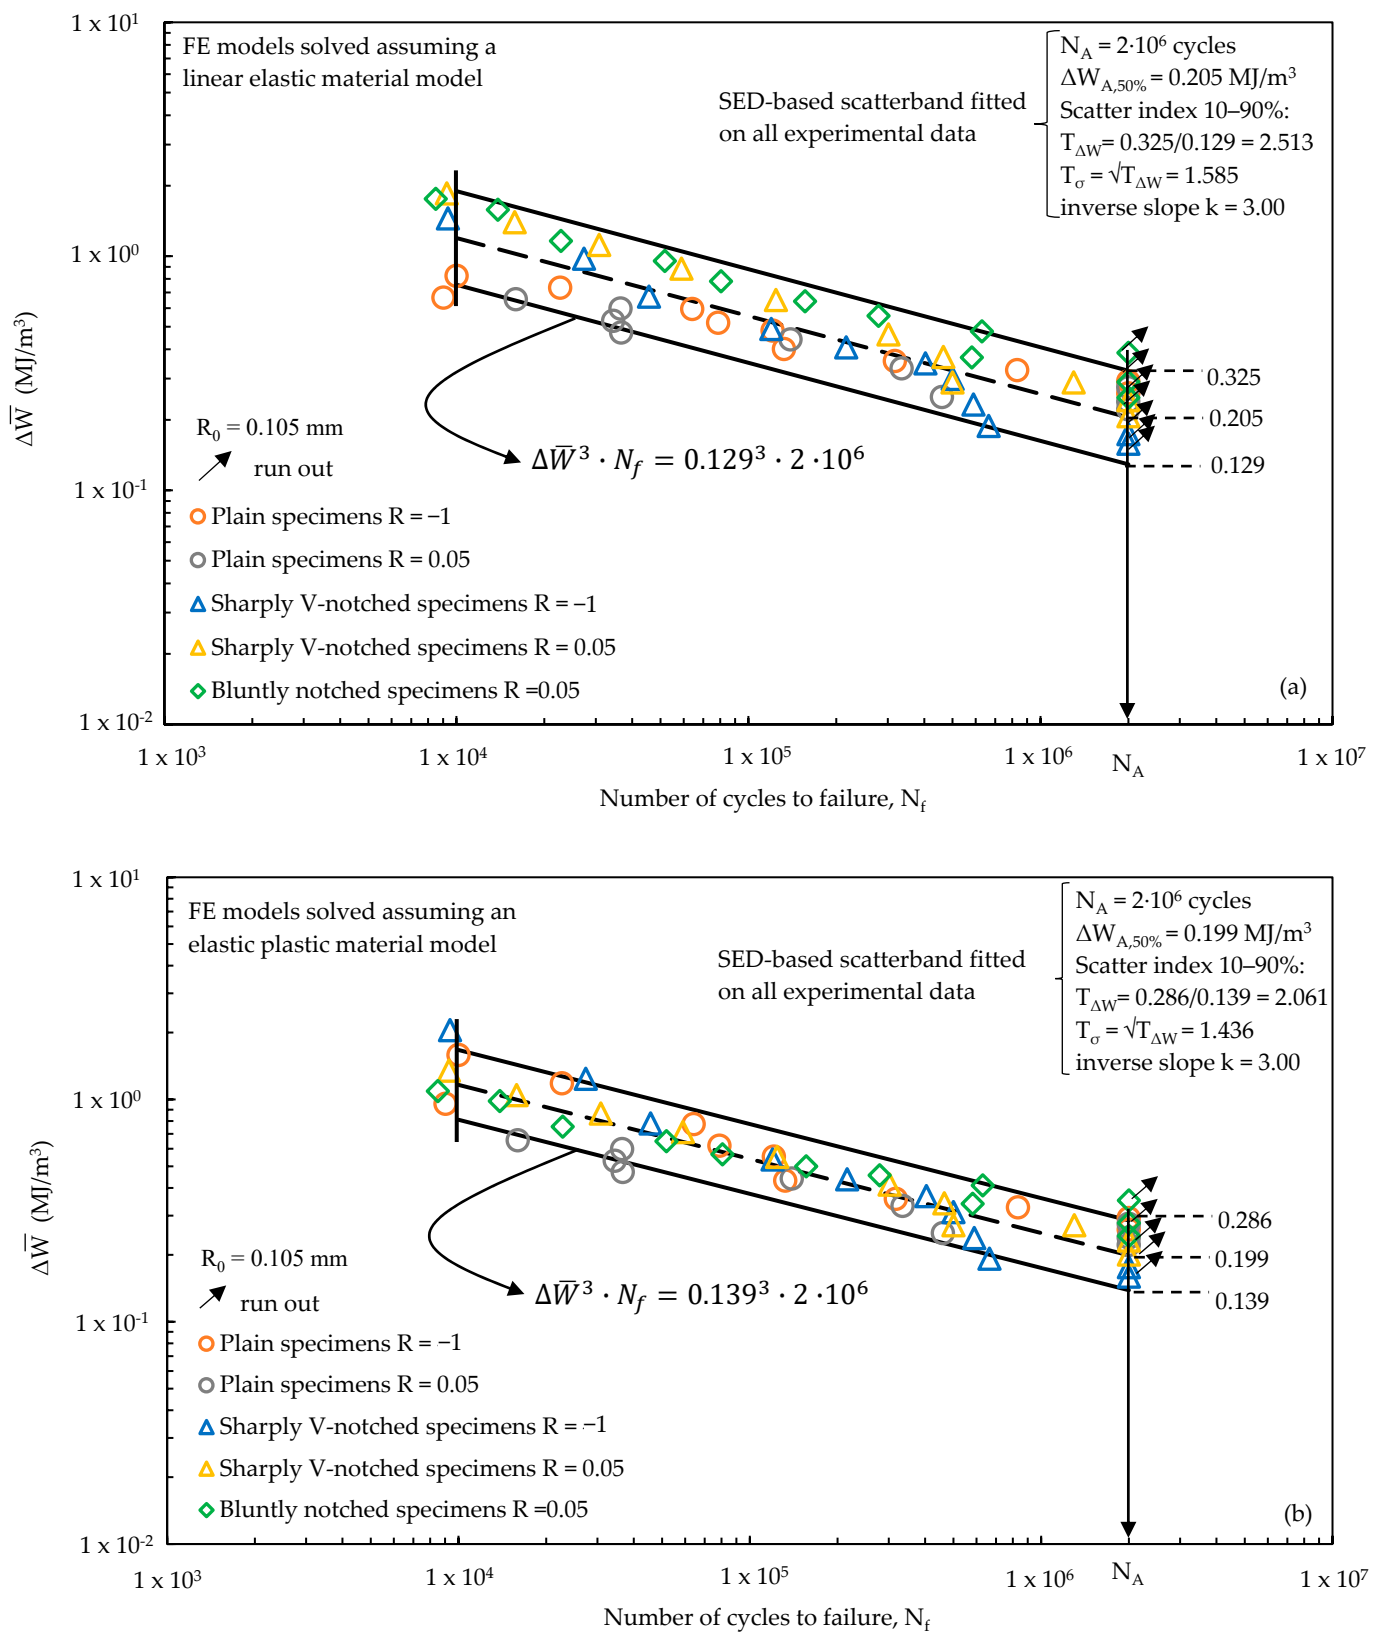 1 x 10¹
FE models solved assuming a
linear elastic material model
SED-based scatterband fitted
on all experimental data
N_A = 2·10⁶ cycles
ΔW_A,50% = 0.205 MJ/m³
Scatter index 10–90%:
T_ΔW= 0.325/0.129 = 2.513
T_σ = √T_ΔW = 1.585
inverse slope k = 3.00
1 x 10⁰
ΔW̅ (MJ/m³)
0.325
0.205
0.129
R₀ = 0.105 mm
run out
ΔW̅³ · N_f = 0.129³ · 2 · 10⁶
1 x 10⁻¹
Plain specimens R = −1
Plain specimens R = 0.05
Sharply V-notched specimens R = −1
Sharply V-notched specimens R = 0.05
Bluntly notched specimens R =0.05
(a)
1 x 10⁻²
1 x 10³
1 x 10⁴
1 x 10⁵
1 x 10⁶
N_A
1 x 10⁷
Number of cycles to failure, N_f
1 x 10¹
FE models solved assuming an
elastic plastic material model
SED-based scatterband fitted
on all experimental data
N_A = 2·10⁶ cycles
ΔW_A,50% = 0.199 MJ/m³
Scatter index 10–90%:
T_ΔW= 0.286/0.139 = 2.061
T_σ = √T_ΔW = 1.436
inverse slope k = 3.00
1 x 10⁰
ΔW̅ (MJ/m³)
0.286
0.199
0.139
R₀ = 0.105 mm
run out
ΔW̅³ · N_f = 0.139³ · 2 · 10⁶
1 x 10⁻¹
Plain specimens R = −1
Plain specimens R = 0.05
Sharply V-notched specimens R = −1
Sharply V-notched specimens R = 0.05
Bluntly notched specimens R =0.05
(b)
1 x 10⁻²
1 x 10³
1 x 10⁴
1 x 10⁵
1 x 10⁶
N_A
1 x 10⁷
Number of cycles to failure, N_f